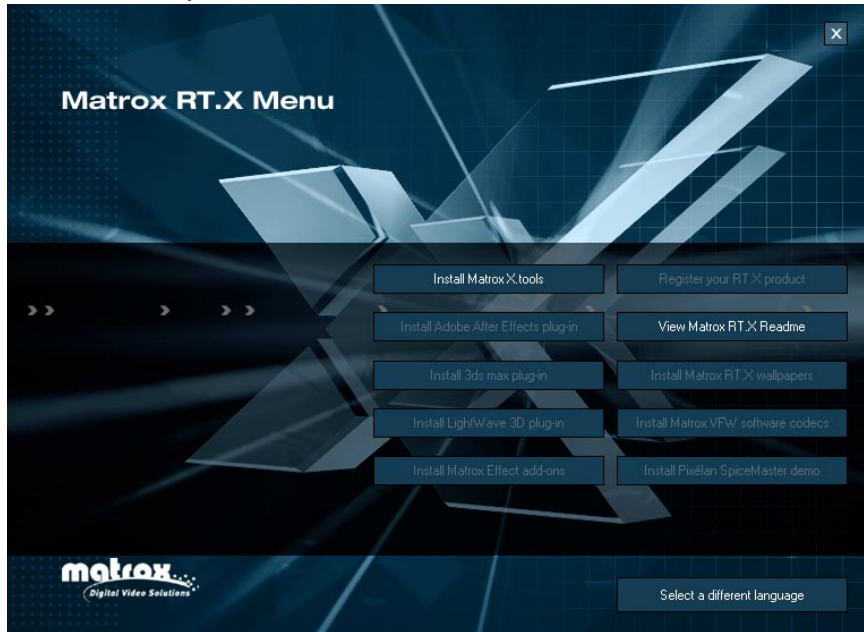 X
Matrox RT.X Menu
Install Matrox X.tools
Register your RT.X product
Install Adobe After Effects plug-in
View Matrox RT.X Readme
Install 3ds max plug-in
Install Matrox RT.X wallpapers
Install LightWave 3D plug-in
Install Matrox VFW software codecs
Install Matrox Effect add-ons
Install Pixélan SpiceMaster demo
matrox
Digital Video Solutions
Select a different language